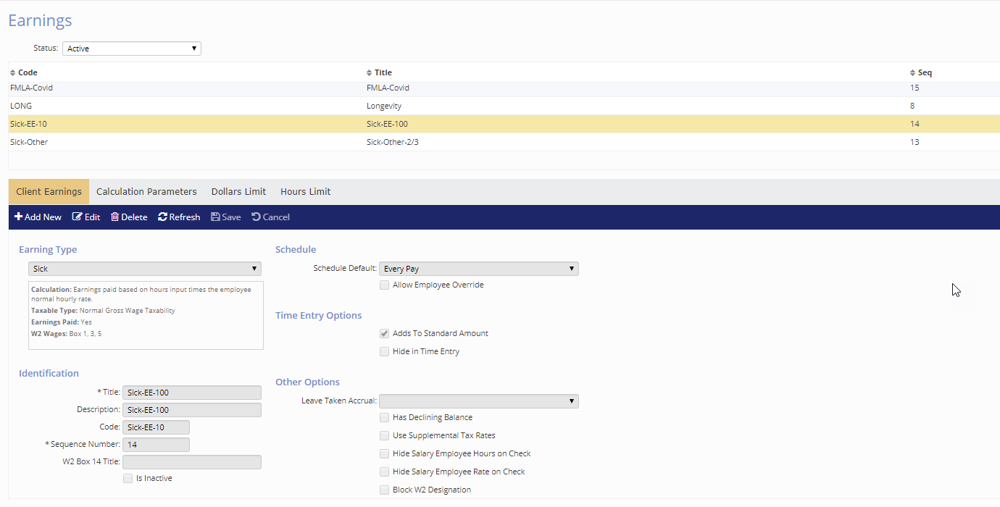 Earnings
Status: Active
Code Title Seq
FMLA-Covid FMLA-Covid 15
LONG Longevity 8
Sick-EE-10 Sick-EE-100 14
Sick-Other Sick-Other-2/3 13
Client Earnings Calculation Parameters Dollars Limit Hours Limit
Add New Edit Delete Refresh Save Cancel
Earning Type
Sick
Calculation: Earnings paid based on hours input times the employee
normal hourly rate.
Taxable Type: Normal Gross Wage Taxability
Earnings Paid: Yes
W2 Wages: Box 1, 3, 5
Identification
* Title: Sick-EE-100
Description: Sick-EE-100
Code: Sick-EE-10
* Sequence Number: 14
W2 Box 14 Title:
Is Inactive
Schedule
Schedule Default: Every Pay
Allow Employee Override
Time Entry Options
Adds To Standard Amount
Hide in Time Entry
Other Options
Leave Taken Accrual:
Has Declining Balance
Use Supplemental Tax Rates
Hide Salary Employee Hours on Check
Hide Salary Employee Rate on Check
Block W2 Designation